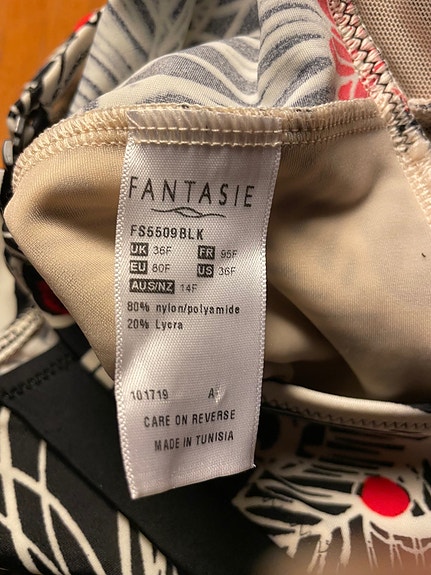 FANTASIE
FS5509BLK
UK 36F FR 95F
EU 80F US 36F
AUS/NZ 14F
80% nylon/polyamide
20% Lycra
101719
CARE ON REVERSE
MADE IN TUNISIA